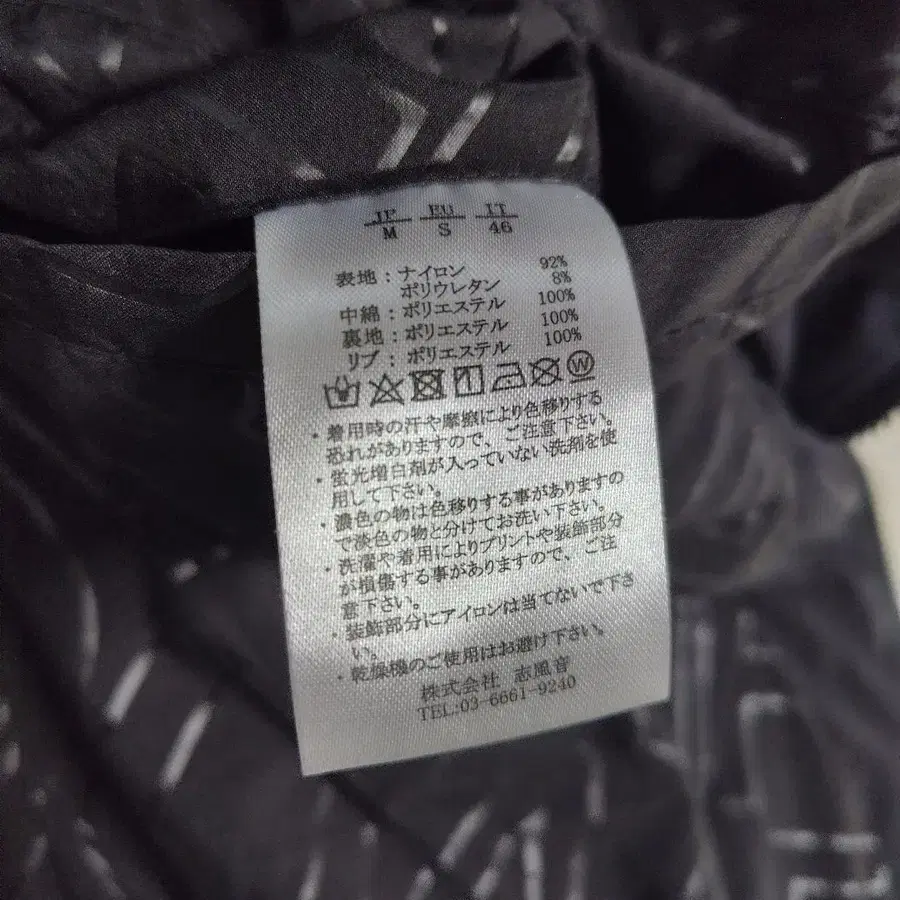 JP EU IT
M S 46
表地：ナイロン 92%
ポリウレタン 8%
中綿：ポリエステル 100%
裏地：ポリエステル 100%
リブ：ポリエステル 100%
W
・着用時の汗や摩擦により色移りする
恐れがありますので、ご注意下さい。
・蛍光増白剤が入っていない洗剤を使
用して下さい。
・濃色の物は色移りする事がありますの
で淡色の物と分けてお洗い下さい。
・洗濯や着用によりプリントや装飾部分
が損傷する事がありますので、ご注
意下さい。
・装飾部分にアイロンは当てないで下さ
い。
・乾燥機のご使用はお避け下さい。
株式会社 志風音
TEL:03-6661-9240